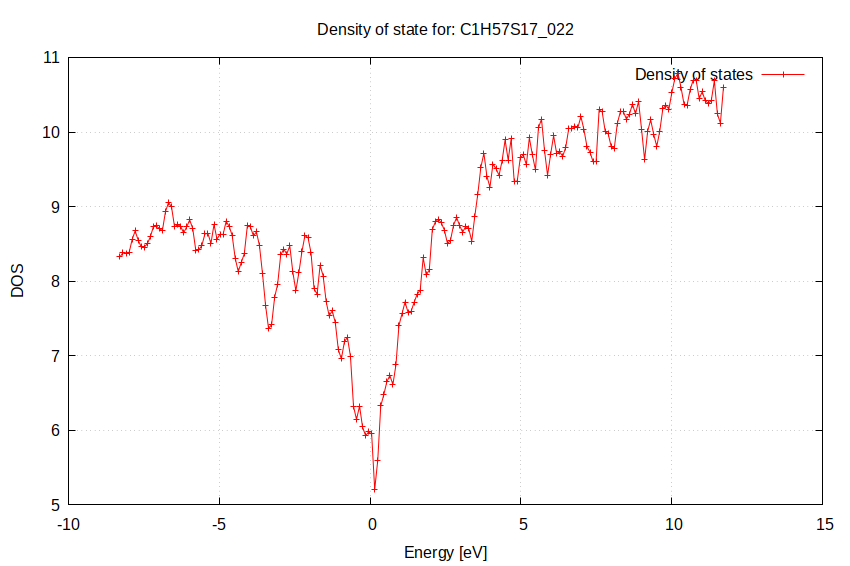 Density of state for: C1H57S17_022
Density of states
11
10
9
8
7
6
5
DOS
-10 -5 0 5 10 15
Energy [eV]